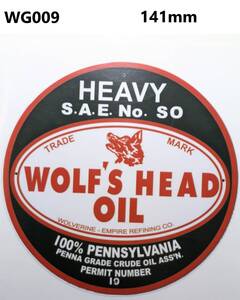 WG009 141mm
HEAVY
S.A.E. No. SO
TRADE MARK
WOLF'S HEAD
OIL
WOLVERINE - EMPIRE REFINING CO.
100% PENNSYLVANIA
PENNA GRADE CRUDE OIL ASS'N.
PERMIT NUMBER
19